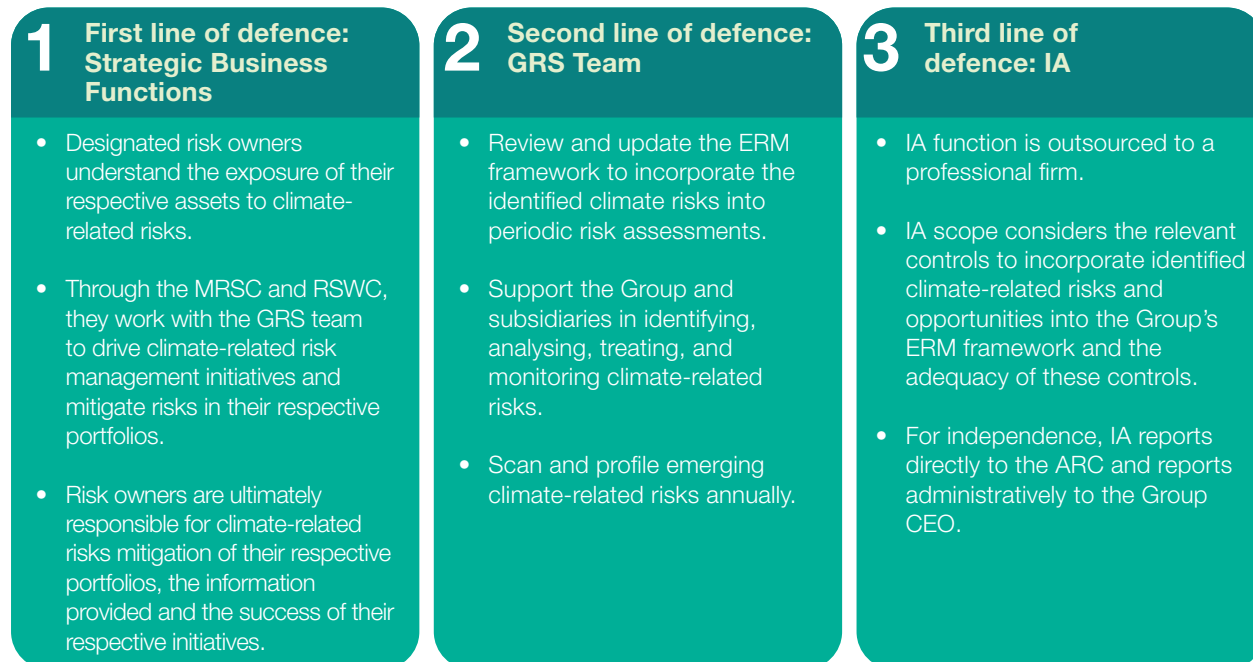 1
First line of defence:
Strategic Business
Functions
• Designated risk owners
understand the exposure of their
respective assets to climate-
related risks.
• Through the MRSC and RSWC,
they work with the GRS team
to drive climate-related risk
management initiatives and
mitigate risks in their respective
portfolios.
• Risk owners are ultimately
responsible for climate-related
risks mitigation of their respective
portfolios, the information
provided and the success of their
respective initiatives.
2
Second line of defence:
GRS Team
• Review and update the ERM
framework to incorporate the
identified climate risks into
periodic risk assessments.
• Support the Group and
subsidiaries in identifying,
analysing, treating, and
monitoring climate-related
risks.
• Scan and profile emerging
climate-related risks annually.
3
Third line of
defence: IA
• IA function is outsourced to a
professional firm.
• IA scope considers the relevant
controls to incorporate identified
climate-related risks and
opportunities into the Group’s
ERM framework and the
adequacy of these controls.
• For independence, IA reports
directly to the ARC and reports
administratively to the Group
CEO.